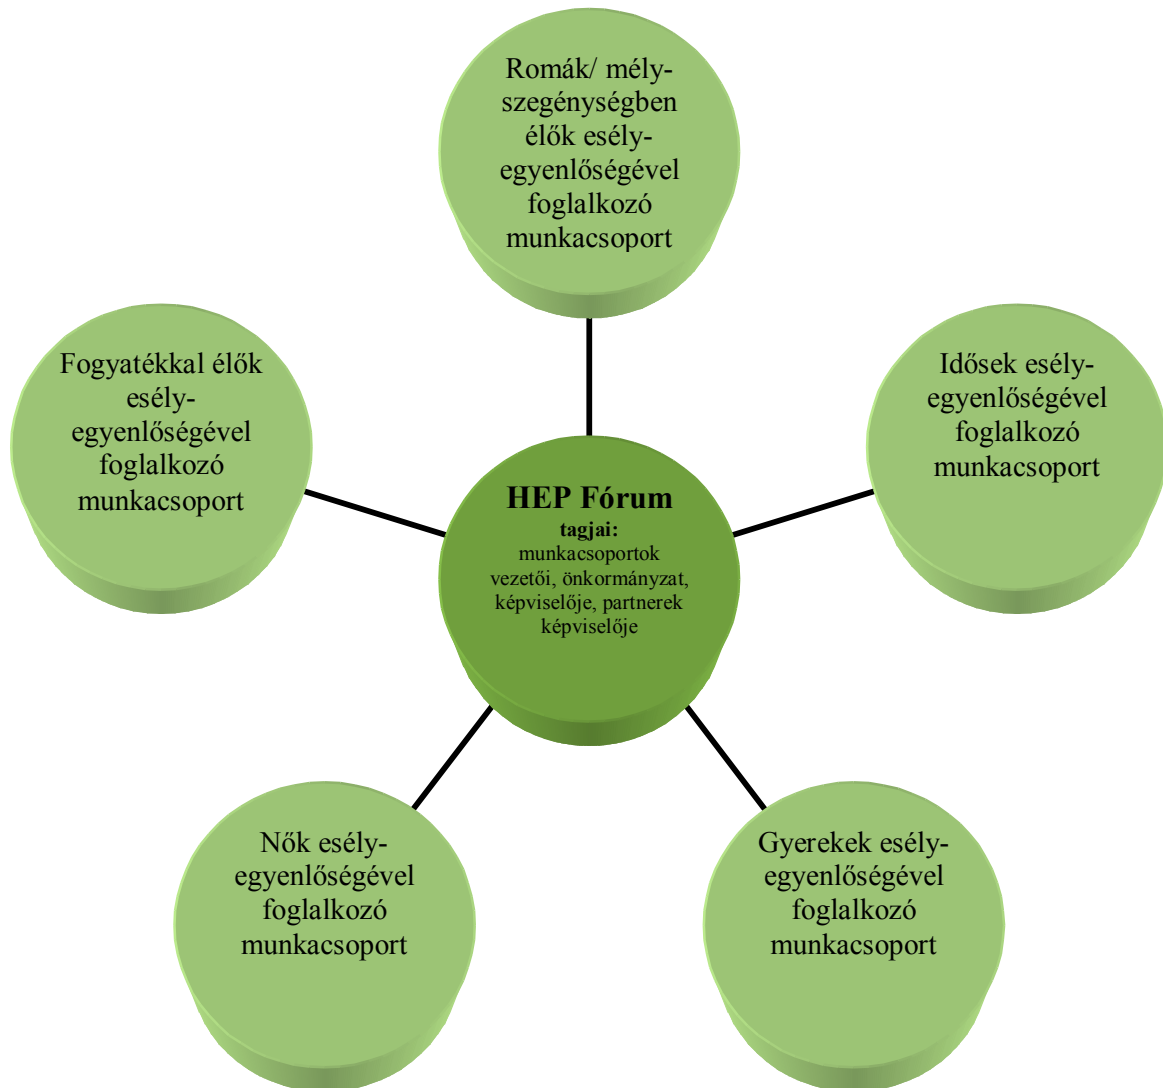 Romák/ mély-
szegénységben
élők esély-
egyenlőségével
foglalkozó
munkacsoport
Fogyatékkal élők
esély-
egyenlőségével
foglalkozó
munkacsoport
Idősek esély-
egyenlőségével
foglalkozó
munkacsoport
HEP Fórum
tagjai:
munkacsoportok
vezetői, önkormányzat,
képviselője, partnerek
képviselője
Nők esély-
egyenlőségével
foglalkozó
munkacsoport
Gyerekek esély-
egyenlőségével
foglalkozó
munkacsoport